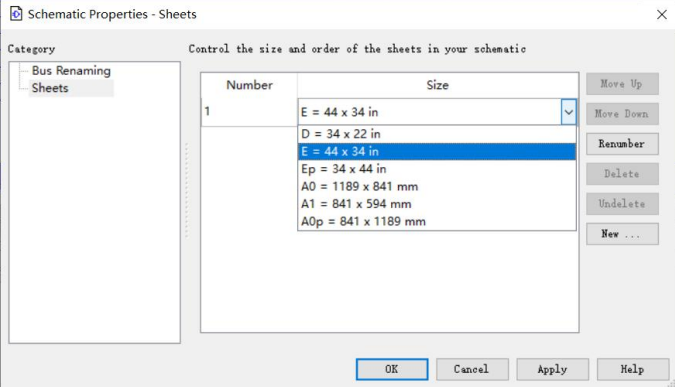 Schematic Properties - Sheets
Category
Control the size and order of the sheets in your schematic
Bus Renaming
Sheets
Number
Size
1
E = 44 x 34 in
D = 34 x 22 in
E = 44 x 34 in
Ep = 34 x 44 in
A0 = 1189 x 841 mm
A1 = 841 x 594 mm
A0p = 841 x 1189 mm
Move Up
Move Down
Renumber
Delete
Undelete
New ...
OK
Cancel
Apply
Help